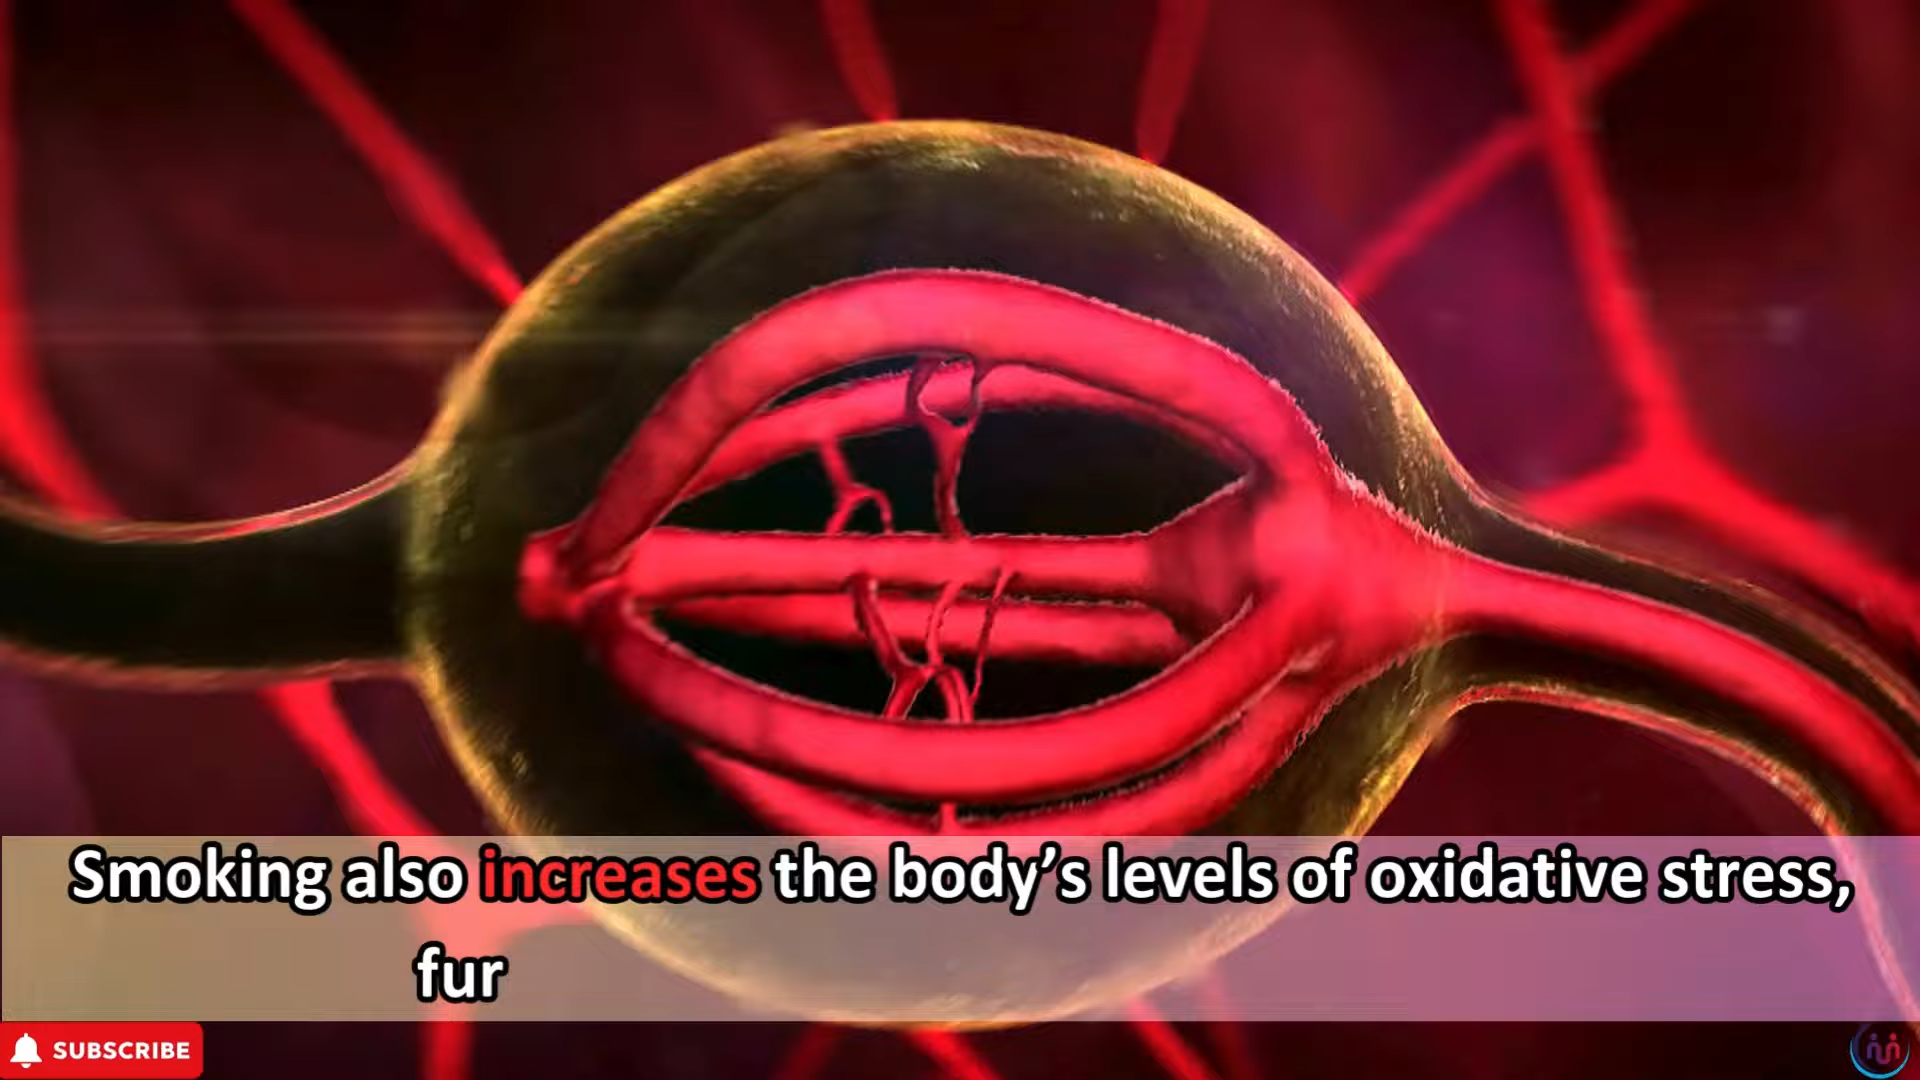 Smoking also increases the body’s levels of oxidative stress,
fur
SUBSCRIBE